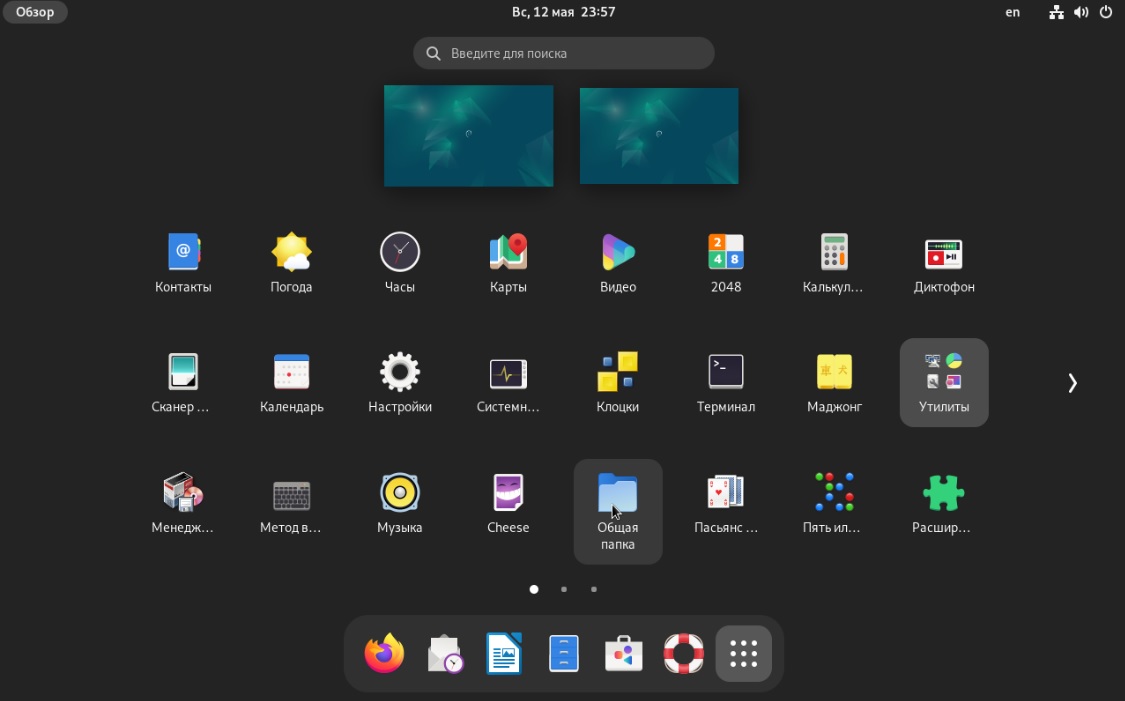 Обзор
Вс, 12 мая 23:57
en
Введите для поиска
Контакты
Погода
Часы
Карты
Видео
2048
Калькул...
Диктофон
Сканер ...
Календарь
Настройки
Системн...
Клоцки
Терминал
Маджонг
Утилиты
Менедж...
Метод в...
Музыка
Cheese
Общая
папка
Пасьянс ...
Пять ил...
Расшир...